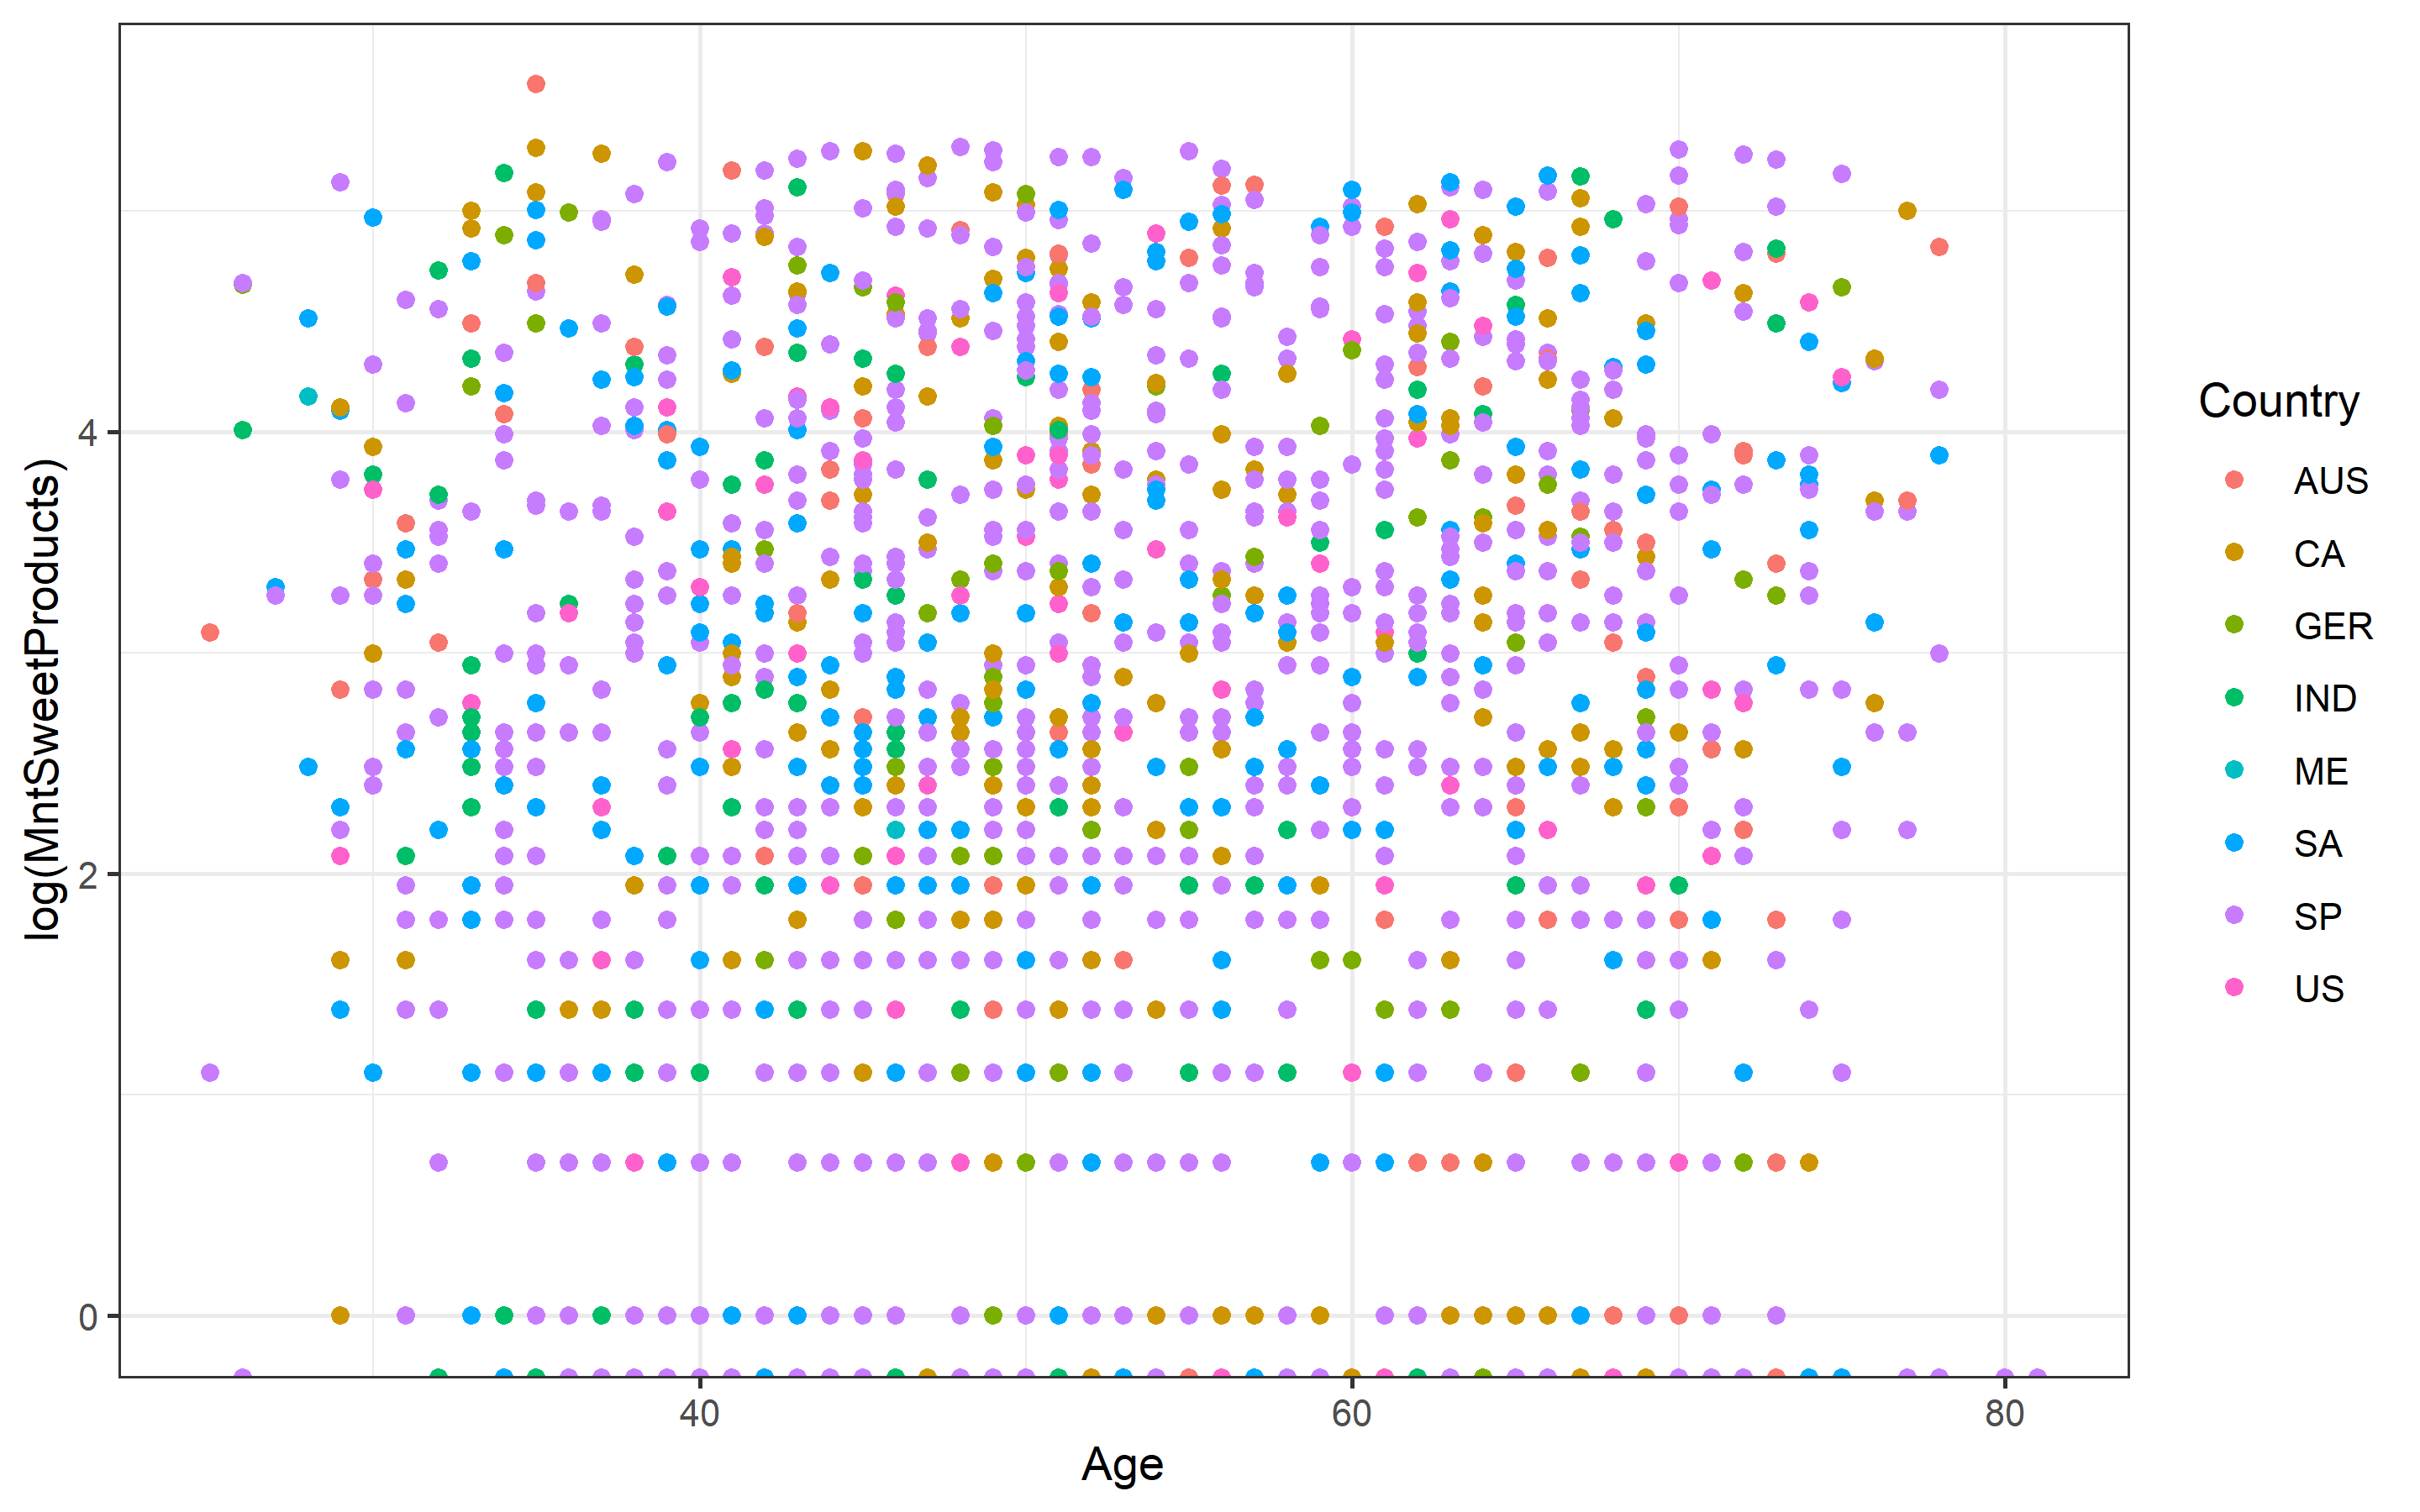 log(MntSweetProducts)
4
2
0
40
60
80
Age
Country
AUS
CA
GER
IND
ME
SA
SP
US